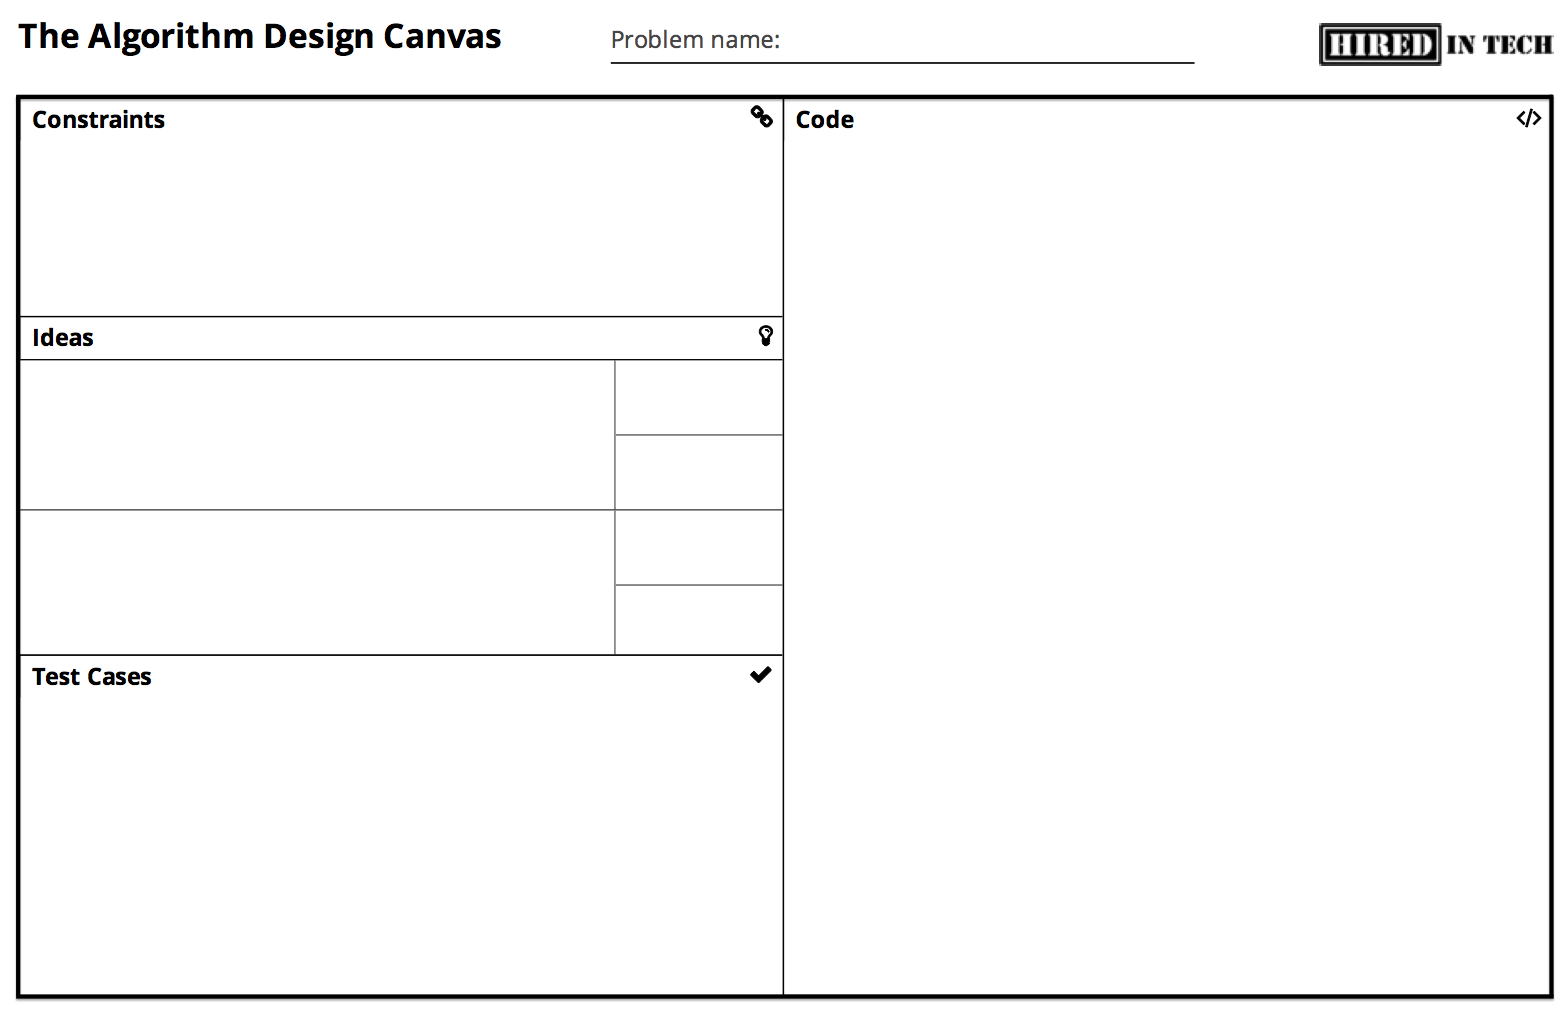 The Algorithm Design Canvas
Problem name:
HIRED IN TECH
Constraints
Code
</>
Ideas
Test Cases